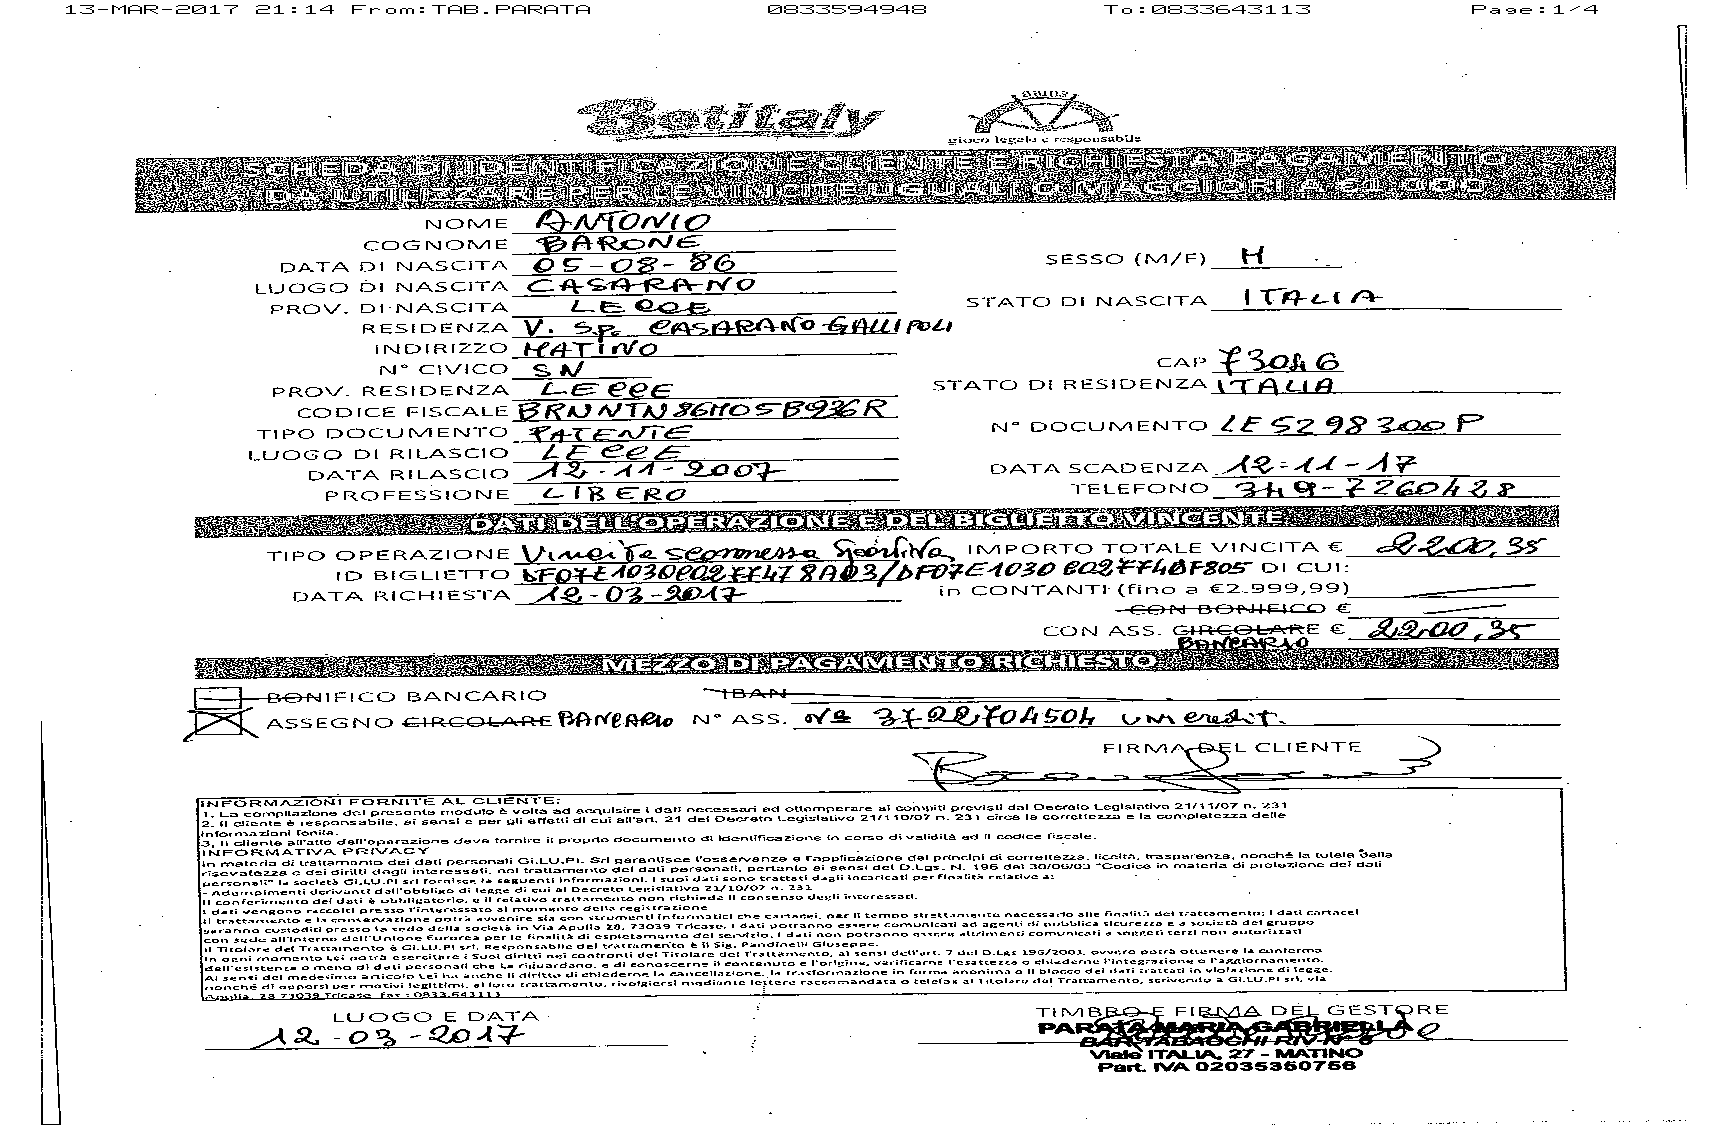 13-MAR-2017 21:14 From:TAB.PARATA 0833594948 To:0833643113 Page:1/4
Betitaly
gioco legale e responsabile
SCHEDA DI IDENTIFICAZIONE CLIENTE E RICHIESTA PAGAMENTO
DA UTILIZZARE PER LE VINCITE UGUALI O MAGGIORI A €1.000
NOME ANTONIO
COGNOME BARONE
DATA DI NASCITA 05-08-86 SESSO (M/F) M
LUOGO DI NASCITA CASARANO
PROV. DI NASCITA LECCE STATO DI NASCITA ITALIA
RESIDENZA V. SP. CASARANO-GALLIPOLI
INDIRIZZO MATINO
N° CIVICO SN CAP 73046
PROV. RESIDENZA LECCE STATO DI RESIDENZA ITALIA
CODICE FISCALE BRNNTN86M05B936R
TIPO DOCUMENTO PATENTE N° DOCUMENTO LE5298300P
LUOGO DI RILASCIO LECCE
DATA RILASCIO 12-11-2007 DATA SCADENZA 12-11-17
PROFESSIONE LIBERO TELEFONO 349-7260428
DATI DELL'OPERAZIONE E DEL BIGLIETTO VINCENTE
TIPO OPERAZIONE Vincita scommessa Sportiva IMPORTO TOTALE VINCITA € 2200,35
ID BIGLIETTO DI CUI:
DATA RICHIESTA 12-03-2017 in CONTANTI (fino a €2.999,99)
CON BONIFICO €
CON ASS. CIRCOLARE € 2200,35
BANCARIO
MEZZO DI PAGAMENTO RICHIESTO
BONIFICO BANCARIO IBAN
ASSEGNO CIRCOLARE BANCARIO N° ASS. N° 3722704504 unicredit.
FIRMA DEL CLIENTE
INFORMAZIONI FORNITE AL CLIENTE:
1. La compilazione del presente modulo è volta ad acquisire i dati necessari ad ottemperare ai compiti previsti dal Decreto Legislativo 21/11/07 n. 231
2. Il cliente è responsabile, ai sensi e per gli effetti di cui all'art. 21 del Decreto Legislativo 21/110/07 n. 231 circa la correttezza e la completezza delle
informazioni fonita.
3. Il cliente all'atto dell'operazione deve fornire il proprio documento di identificazione in corso di validità ed il codice fiscale.
INFORMATIVA PRIVACY
In materia di trattamento dei dati personali GI.LU.PI. Srl garantisce l'osservanza e l'applicazione dei principi di correttezza, liceità, trasparenza, nonché la tutela della
riservatezza e dei diritti degli interessati, nel trattamento dei dati personali, pertanto ai sensi del D.Lgs. N. 196 del 30/06/03 "Codice in materia di protezione dei dati
personali" la società GI.LU.PI srl fornisce le seguenti informazioni. I suoi dati sono trattati dagli incaricati per finalità relative a:
- Adempimenti derivanti dall'obbligo di legge di cui al Decreto Legislativo 21/10/07 n. 231
Il conferimento dei dati è obbligatorio, e il relativo trattamento non richiede il consenso degli interessati.
I dati vengono raccolti presso l'interessato al momento della registrazione
Il trattamento e la conservazione potrà avvenire sia con strumenti informatici che cartacei, per il tempo strettamente necessario alle finalità del trattamento; i dati cartacei
verranno custoditi presso la sede della società in Via Apulia 28, 73039 Tricase. I dati potranno essere comunicati ad agenti di pubblica sicurezza e a società del gruppo
con sede all'interno dell'Unione Europea per le finalità di espletamento del servizio. I dati non potranno essere altrimenti comunicati a soggetti terzi non autorizzati
Il Titolare del Trattamento è GI.LU.PI srl. Responsabile del trattamento è il Sig. Pandinelli Giuseppe.
In ogni momento Lei potrà esercitare i Suoi diritti nei confronti del Titolare del Trattamento, ai sensi dell'art. 7 del D.Lgs 196/2003, ovvero potrà ottenere la conferma
dell'esistenza o meno di dati personali che La riguardano, e di conoscerne il contenuto e l'origine, verificarne l'esattezza o chiederne l'integrazione o l'aggiornamento.
Ai sensi del medesimo articolo Lei ha anche il diritto di chiederne la cancellazione, la trasformazione in forma anonima o il blocco dei dati trattati in violazione di legge,
nonché di opporsi per motivi legittimi, al loro trattamento, rivolgersi mediante lettere raccomandata o telefax al Titolare del Trattamento, scrivendo a GI.LU.PI srl, via
Apulia, 28 73039 Tricase fax: 0833.643113
LUOGO E DATA TIMBRO E FIRMA DEL GESTORE
12-03-2017 PARATA MARIA GABRIELLA
BAR TABACCHI RIV. N. 6
Viale ITALIA, 27 - MATINO
Part. IVA 02035350756